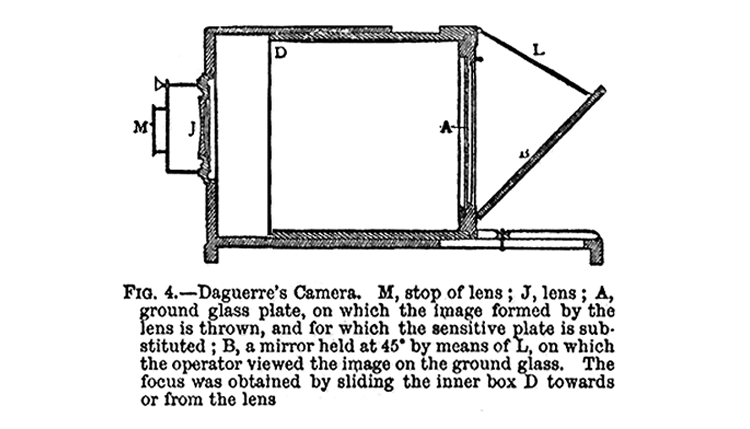 D
L
M
J
A
45
FIG. 4.—Daguerre's Camera. M, stop of lens; J, lens; A,
ground glass plate, on which the image formed by the
lens is thrown, and for which the sensitive plate is sub-
stituted; B, a mirror held at 45° by means of L, on which
the operator viewed the image on the ground glass. The
focus was obtained by sliding the inner box D towards
or from the lens